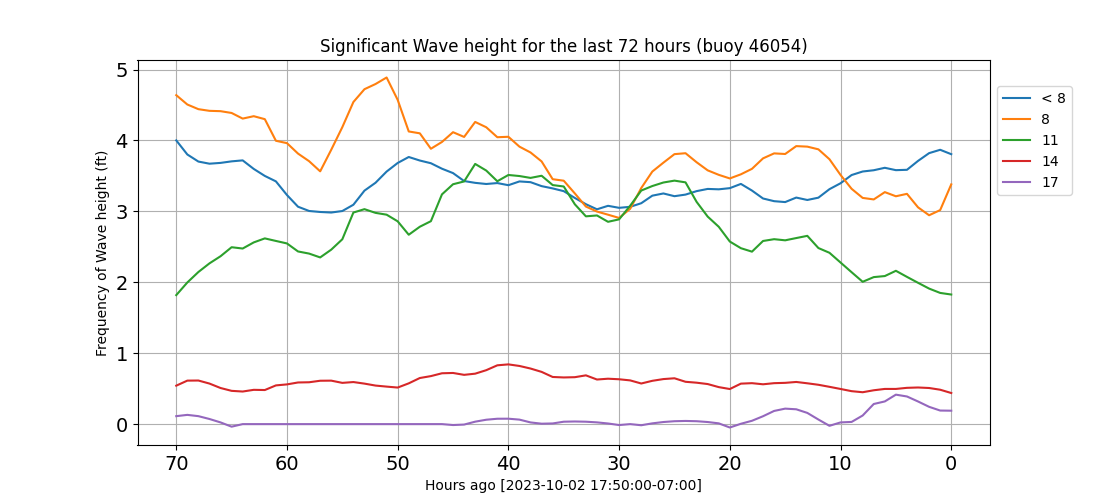 Significant Wave height for the last 72 hours (buoy 46054)
Frequency of Wave height (ft)
5
4
3
2
1
0
70 60 50 40 30 20 10 0
Hours ago [2023-10-02 17:50:00-07:00]
< 8
8
11
14
17